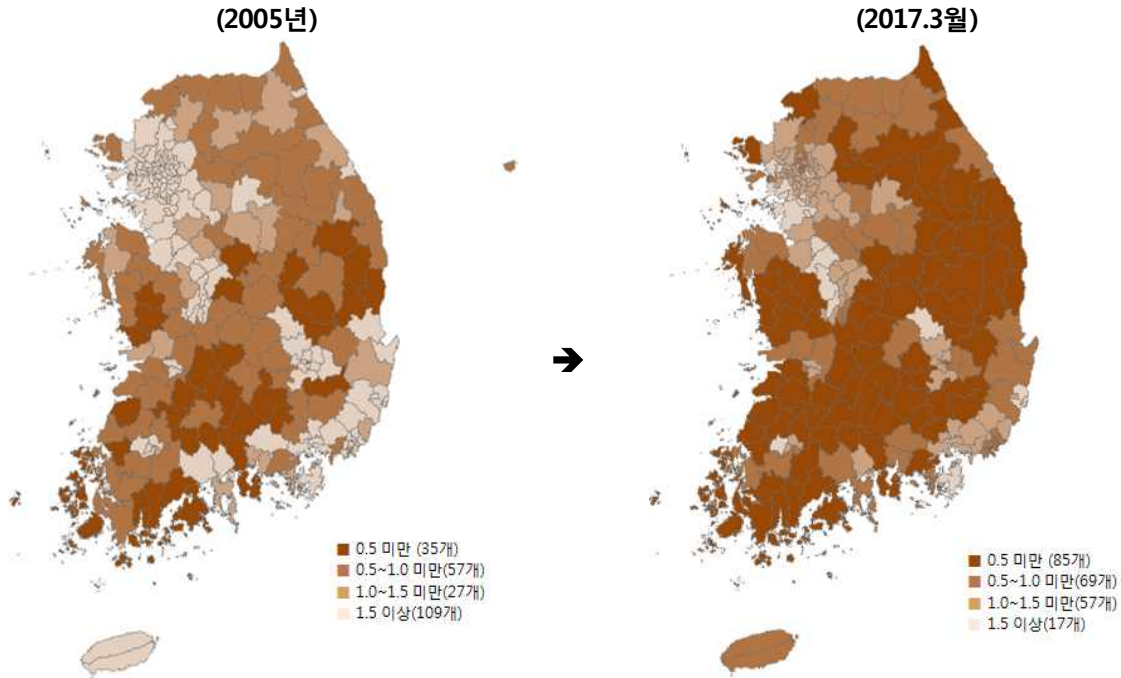 (2005년)
(2017.3월)
➔
0.5 미만 (35개)
0.5~1.0 미만(57개)
1.0~1.5 미만(27개)
1.5 이상(109개)
0.5 미만 (85개)
0.5~1.0 미만(69개)
1.0~1.5 미만(57개)
1.5 이상(17개)